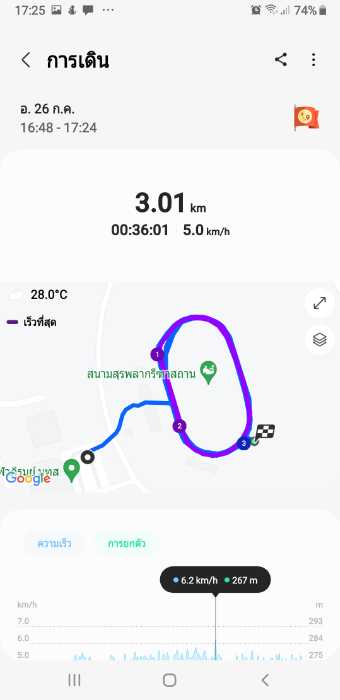 17:25 74%
การเดิน
อ. 26 ก.ค.
16:48 - 17:24
3.01 km
00:36:01 5.0 km/h
28.0°C
เร็วที่สุด
1
สนามสุรพลากรีฑาสถาน
2
3
Google
ความเร็ว การยกตัว
6.2 km/h 267 m
km/h m
7.0 293
6.0 284
5.0 275